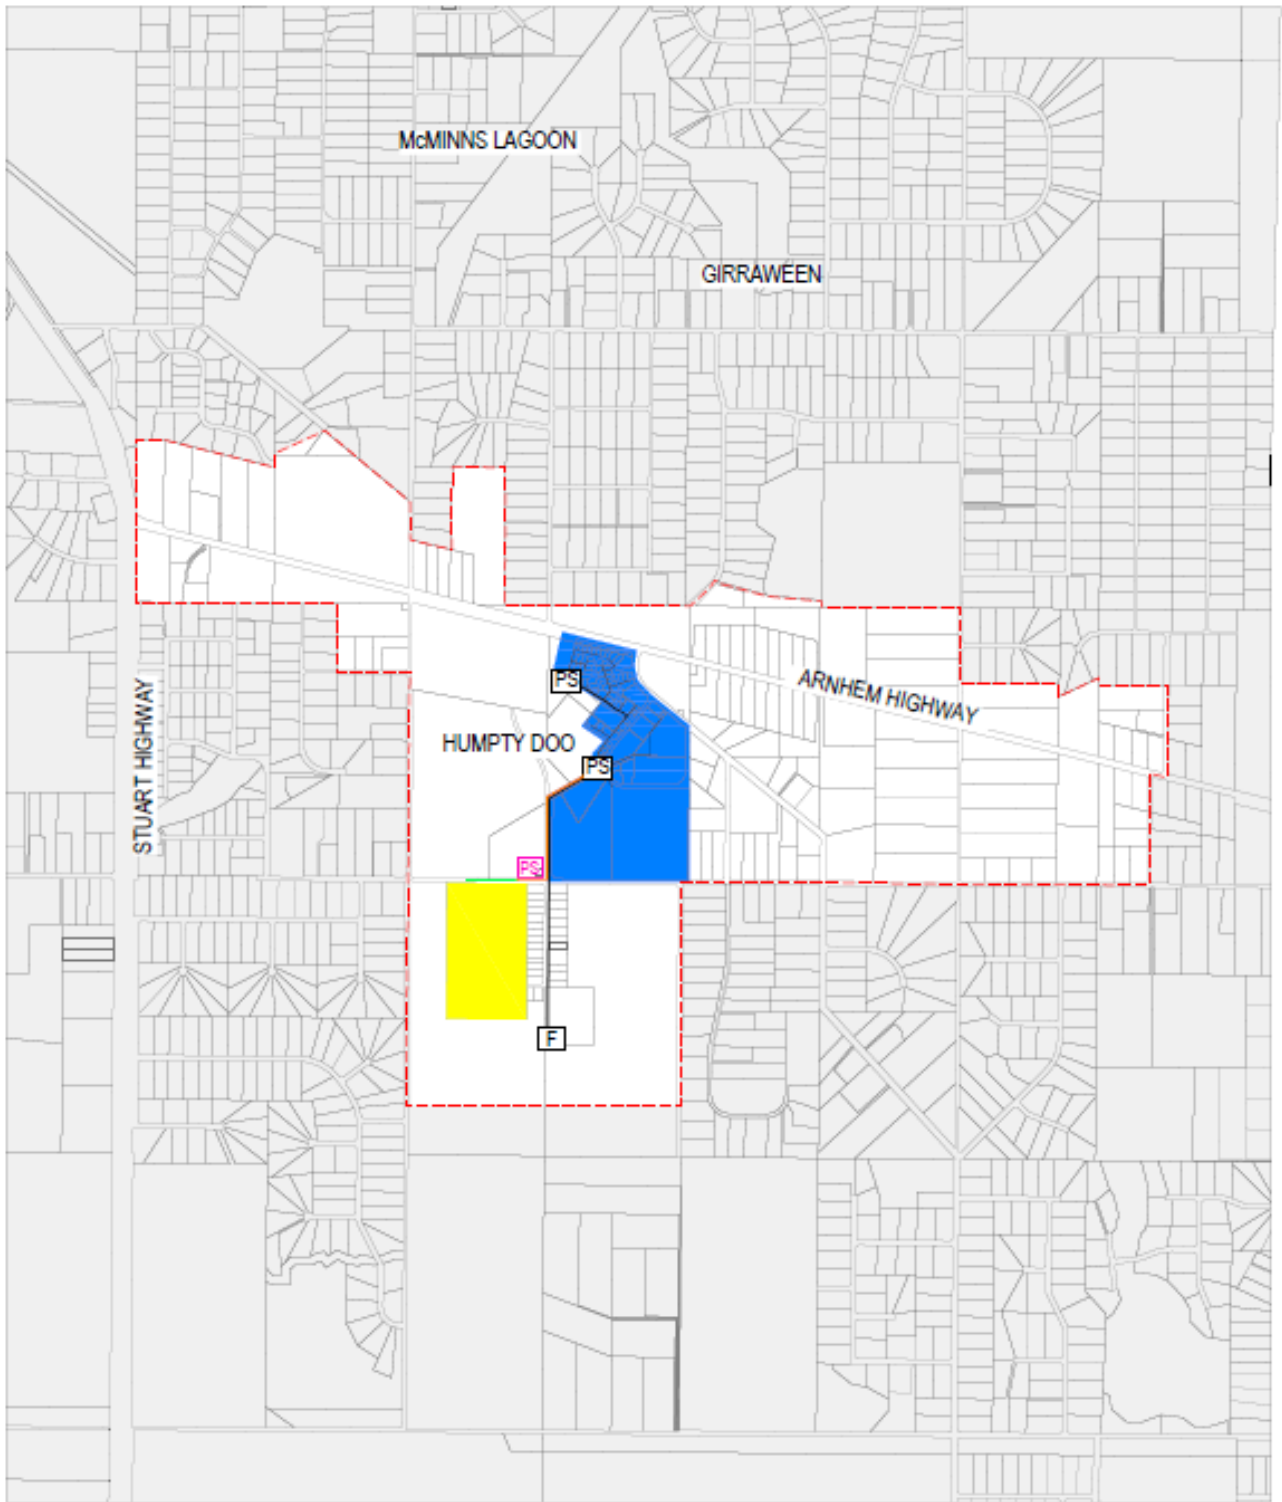 McMINNS LAGOON
GIRRAWEEN
ARNHEM HIGHWAY
STUART HIGHWAY
PS
HUMPTY DOO
PS
PS
F